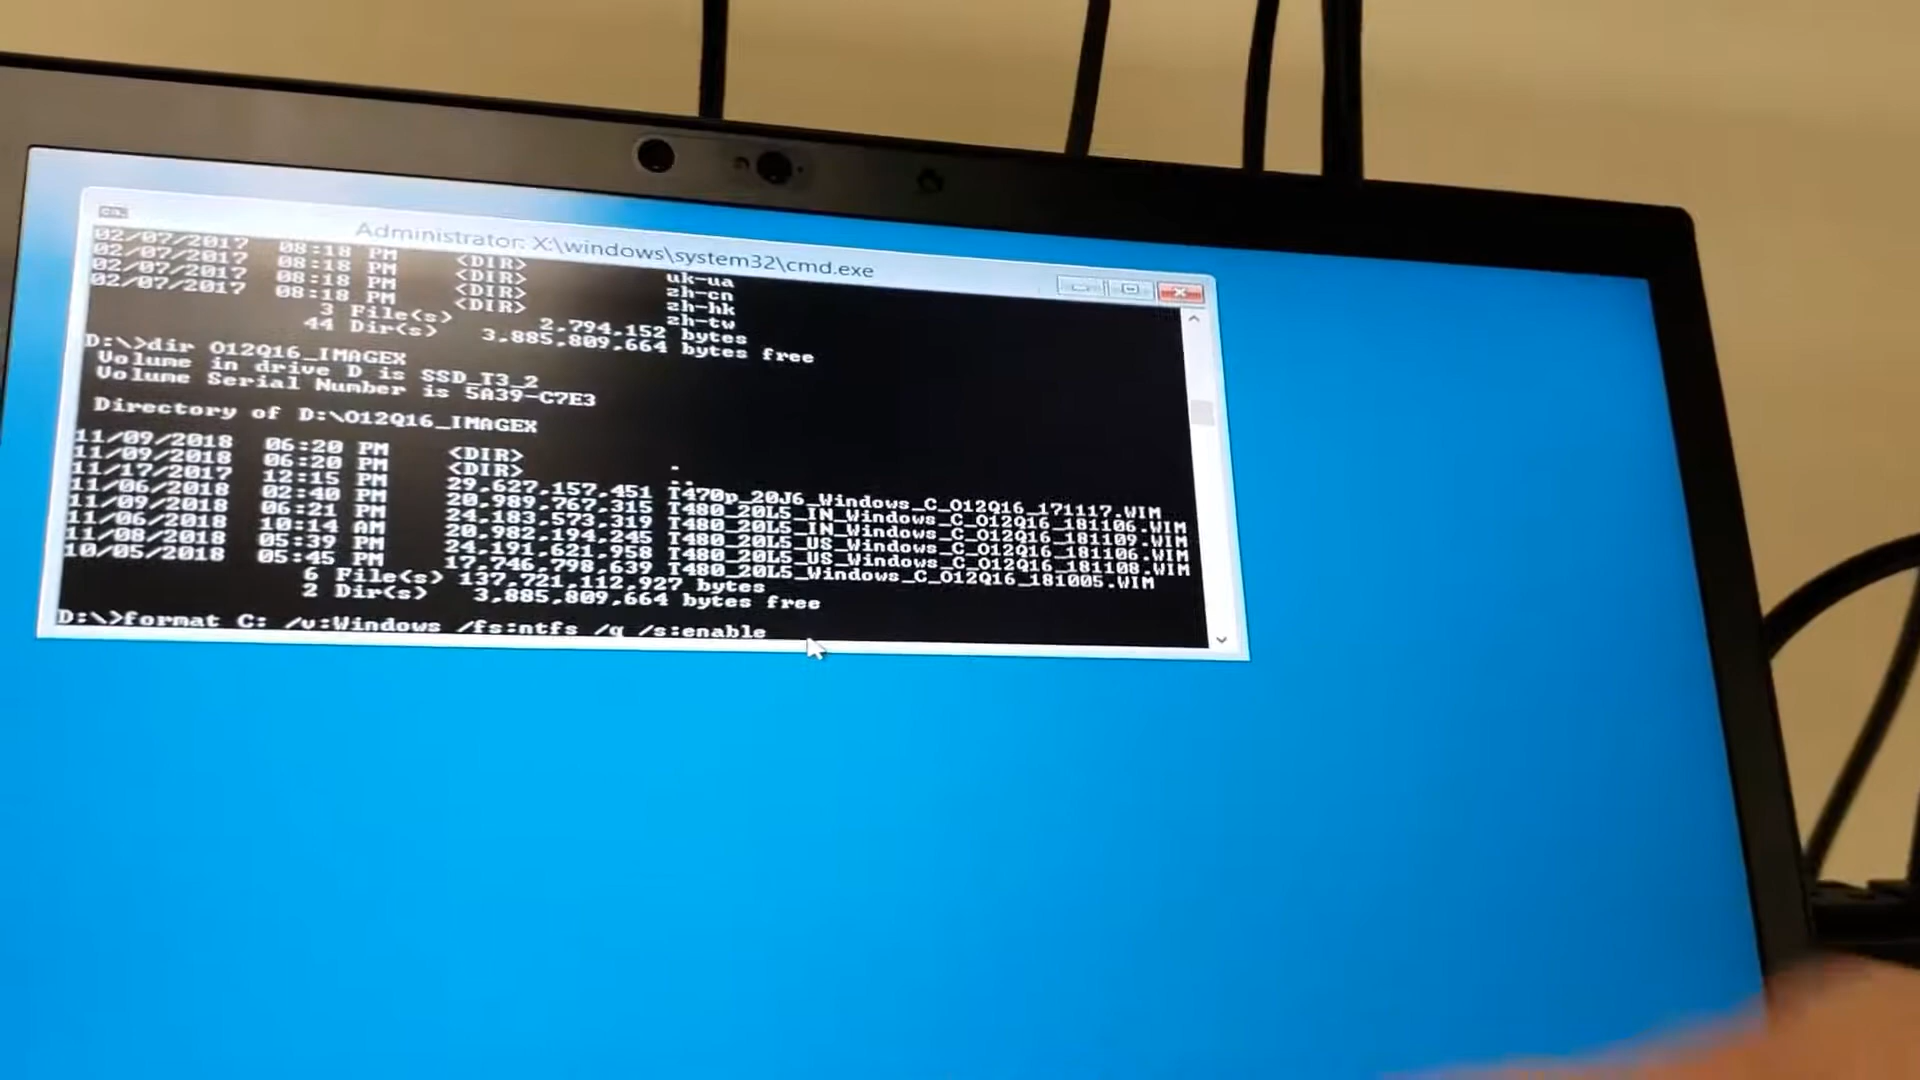 Administrator: X:\windows\system32\cmd.exe
02/07/2017 08:18 PM <DIR> uk-ua
02/07/2017 08:18 PM <DIR> zh-cn
02/07/2017 08:18 PM <DIR> zh-hk
02/07/2017 08:18 PM <DIR> zh-tw
3 File(s) 2,794,152 bytes
44 Dir(s) 3,885,809,664 bytes free
D:\>dir O12Q16_IMAGEX
Volume in drive D is SSD_T3_2
Volume Serial Number is 5A39-C7E3
Directory of D:\O12Q16_IMAGEX
11/09/2018 06:20 PM <DIR> .
11/09/2018 06:20 PM <DIR> ..
11/17/2017 12:15 PM 29,627,157,451 T470p_20J6_Windows_C_O12Q16_171117.WIM
11/06/2018 02:40 PM 20,989,767,315 T480_20L5_IN_Windows_C_O12Q16_181106.WIM
11/09/2018 06:21 PM 24,183,573,319 T480_20L5_IN_Windows_C_O12Q16_181109.WIM
11/06/2018 10:14 AM 20,982,194,245 T480_20L5_US_Windows_C_O12Q16_181106.WIM
11/08/2018 05:39 PM 24,191,621,958 T480_20L5_US_Windows_C_O12Q16_181108.WIM
10/05/2018 05:45 PM 17,746,798,639 T480_20L5_Windows_C_O12Q16_181005.WIM
6 File(s) 137,721,112,927 bytes
2 Dir(s) 3,885,809,664 bytes free
D:\>format C: /v:Windows /fs:ntfs /q /s:enable